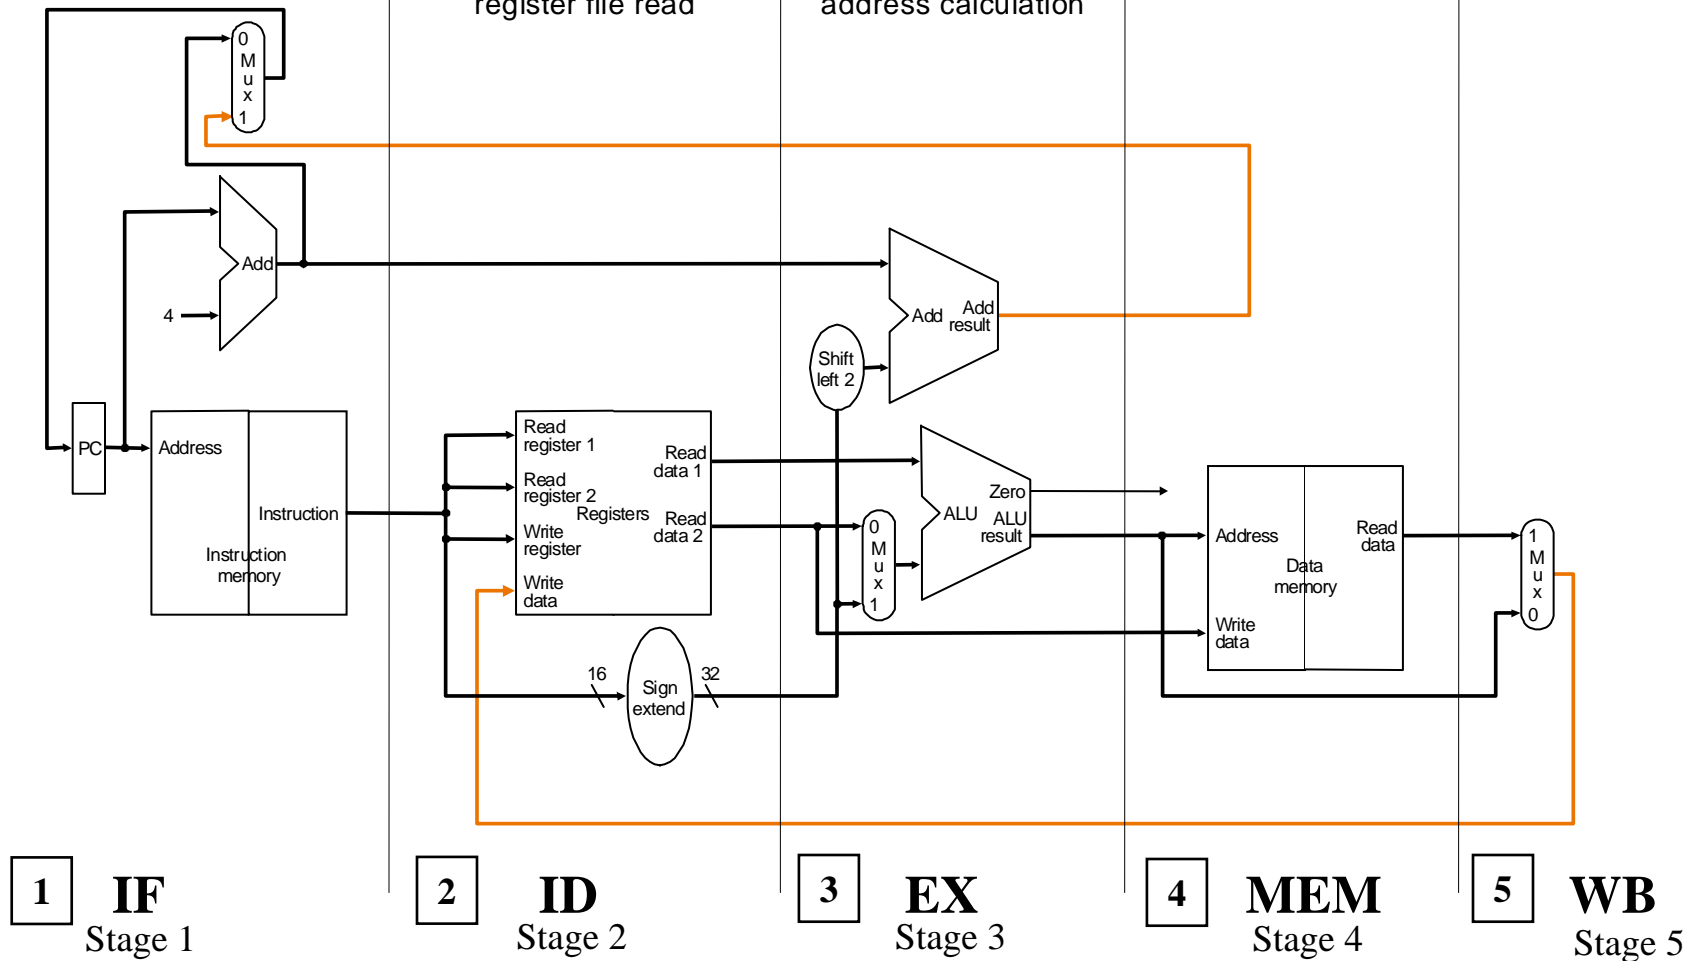 register file read
address calculation
0
M
u
x
1
Add
4
Add
Add
result
Shift
left 2
PC
Address
Instruction
Instruction
memory
Read
register 1
Read
register 2
Registers
Write
register
Write
data
Read
data 1
Read
data 2
0
M
u
x
1
Zero
ALU
ALU
result
Address
Read
data
Data
memory
Write
data
1
M
u
x
0
16
Sign
extend
32
1 IF
Stage 1
2 ID
Stage 2
3 EX
Stage 3
4 MEM
Stage 4
5 WB
Stage 5